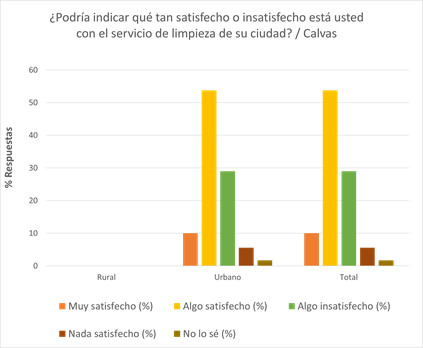 ¿Podría indicar qué tan satisfecho o insatisfecho está usted
con el servicio de limpieza de su ciudad? / Calvas
% Respuestas
60
50
40
30
20
10
0
Rural Urbano Total
Muy satisfecho (%) Algo satisfecho (%) Algo insatisfecho (%)
Nada satisfecho (%) No lo sé (%)